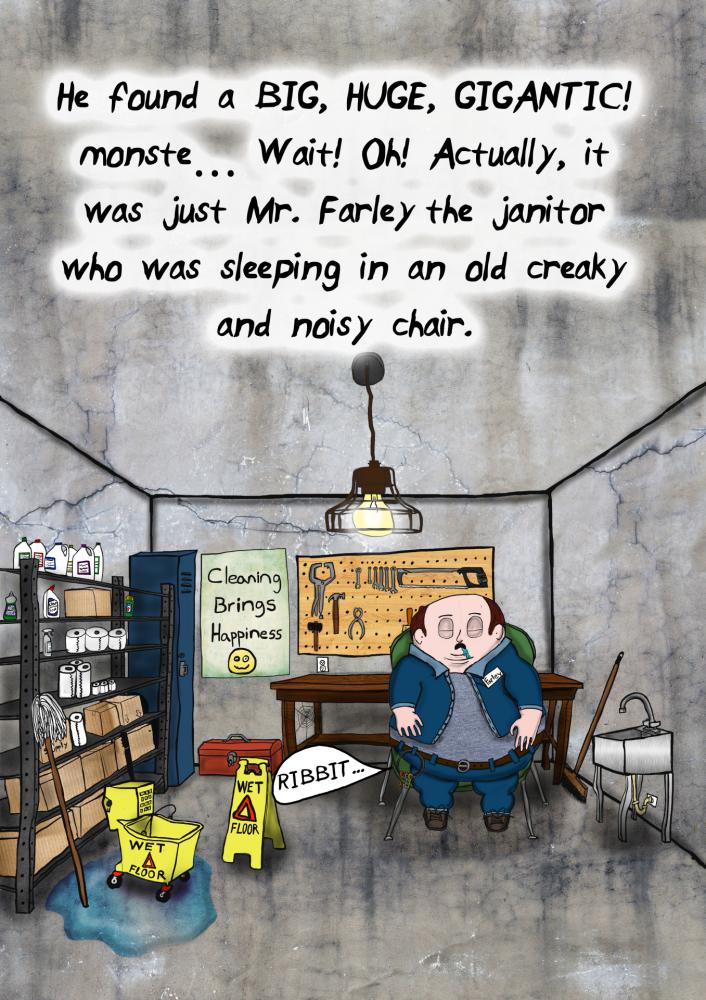 He found a BIG, HUGE, GIGANTIC!
monste... Wait! Oh! Actually, it
was just Mr. Farley the janitor
who was sleeping in an old creaky
and noisy chair.
Cleaning
Brings
Happiness
Farley
RIBBIT...
WET
FLOOR
WET
FLOOR